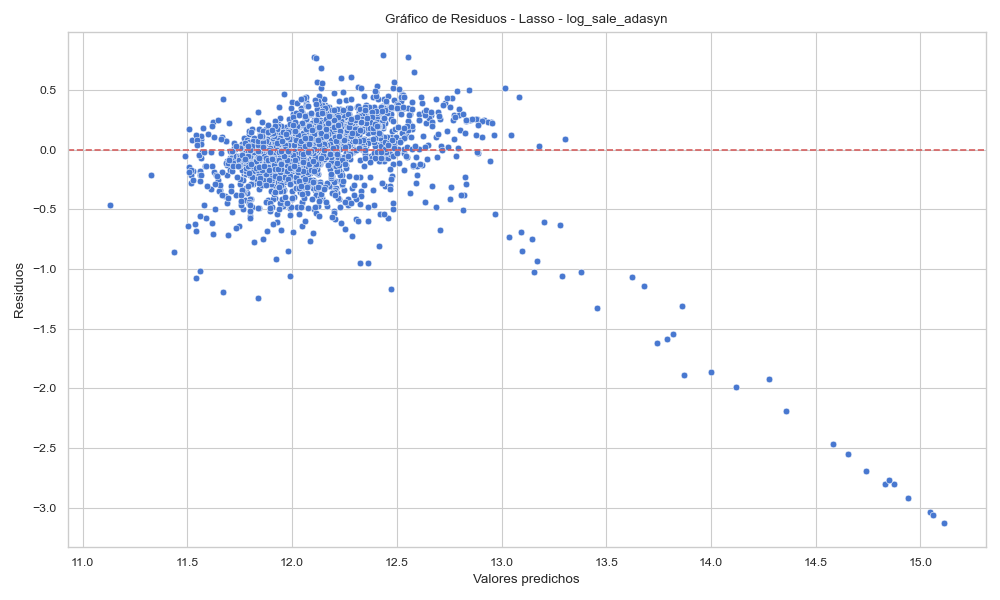 Gráfico de Residuos - Lasso - log_sale_adasyn
Residuos
0.5
0.0
−0.5
−1.0
−1.5
−2.0
−2.5
−3.0
11.0 11.5 12.0 12.5 13.0 13.5 14.0 14.5 15.0
Valores predichos